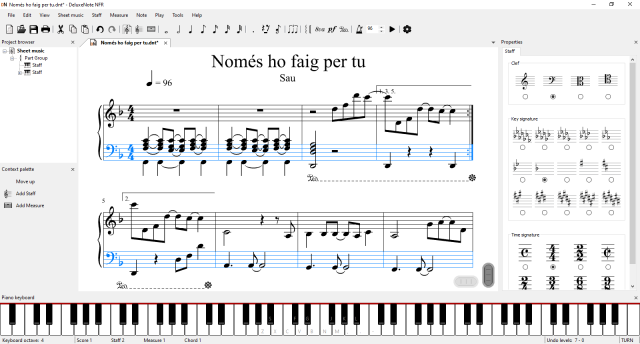 Només ho faig per tu.dnt* - DeluxeNote NFR
File Edit View Sheet music Staff Measure Note Play Tools Help
96
Project browser
Només ho faig per tu.dnt*
Properties
Sheet music
Part Group
Staff
Staff
Staff
Clef
Key signature
Time signature
Context palette
Move up
Add Staff
Add Measure
Només ho faig per tu
Sau
= 96
1. 3. 5.
5
2.
Piano keyboard
Keyboard octave: 4
Score 1
Staff 2
Measure 1
Chord 1
Undo levels: 7 - 0
TURN